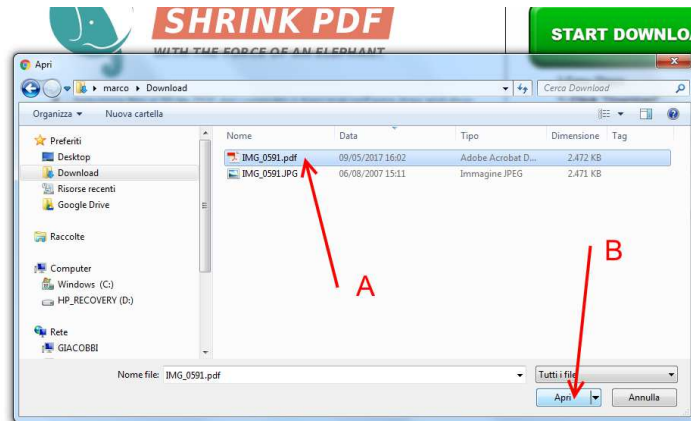 SHRINK PDF
WITH THE FORCE OF AN ELEPHANT
START DOWNLOA
Apri
marco Download
Cerca Download
Organizza Nuova cartella
Nome Data Tipo Dimensione Tag
Preferiti
Desktop
Download
Risorse recenti
Google Drive
Raccolte
Computer
Windows (C:)
HP_RECOVERY (D:)
Rete
GIACOBBI
IMG_0591.pdf 09/05/2017 16:02 Adobe Acrobat D... 2.472 KB
IMG_0591.JPG 06/08/2007 15:11 Immagine JPEG 2.471 KB
A
B
Nome file: IMG_0591.pdf
Tutti i file
Apri Annulla